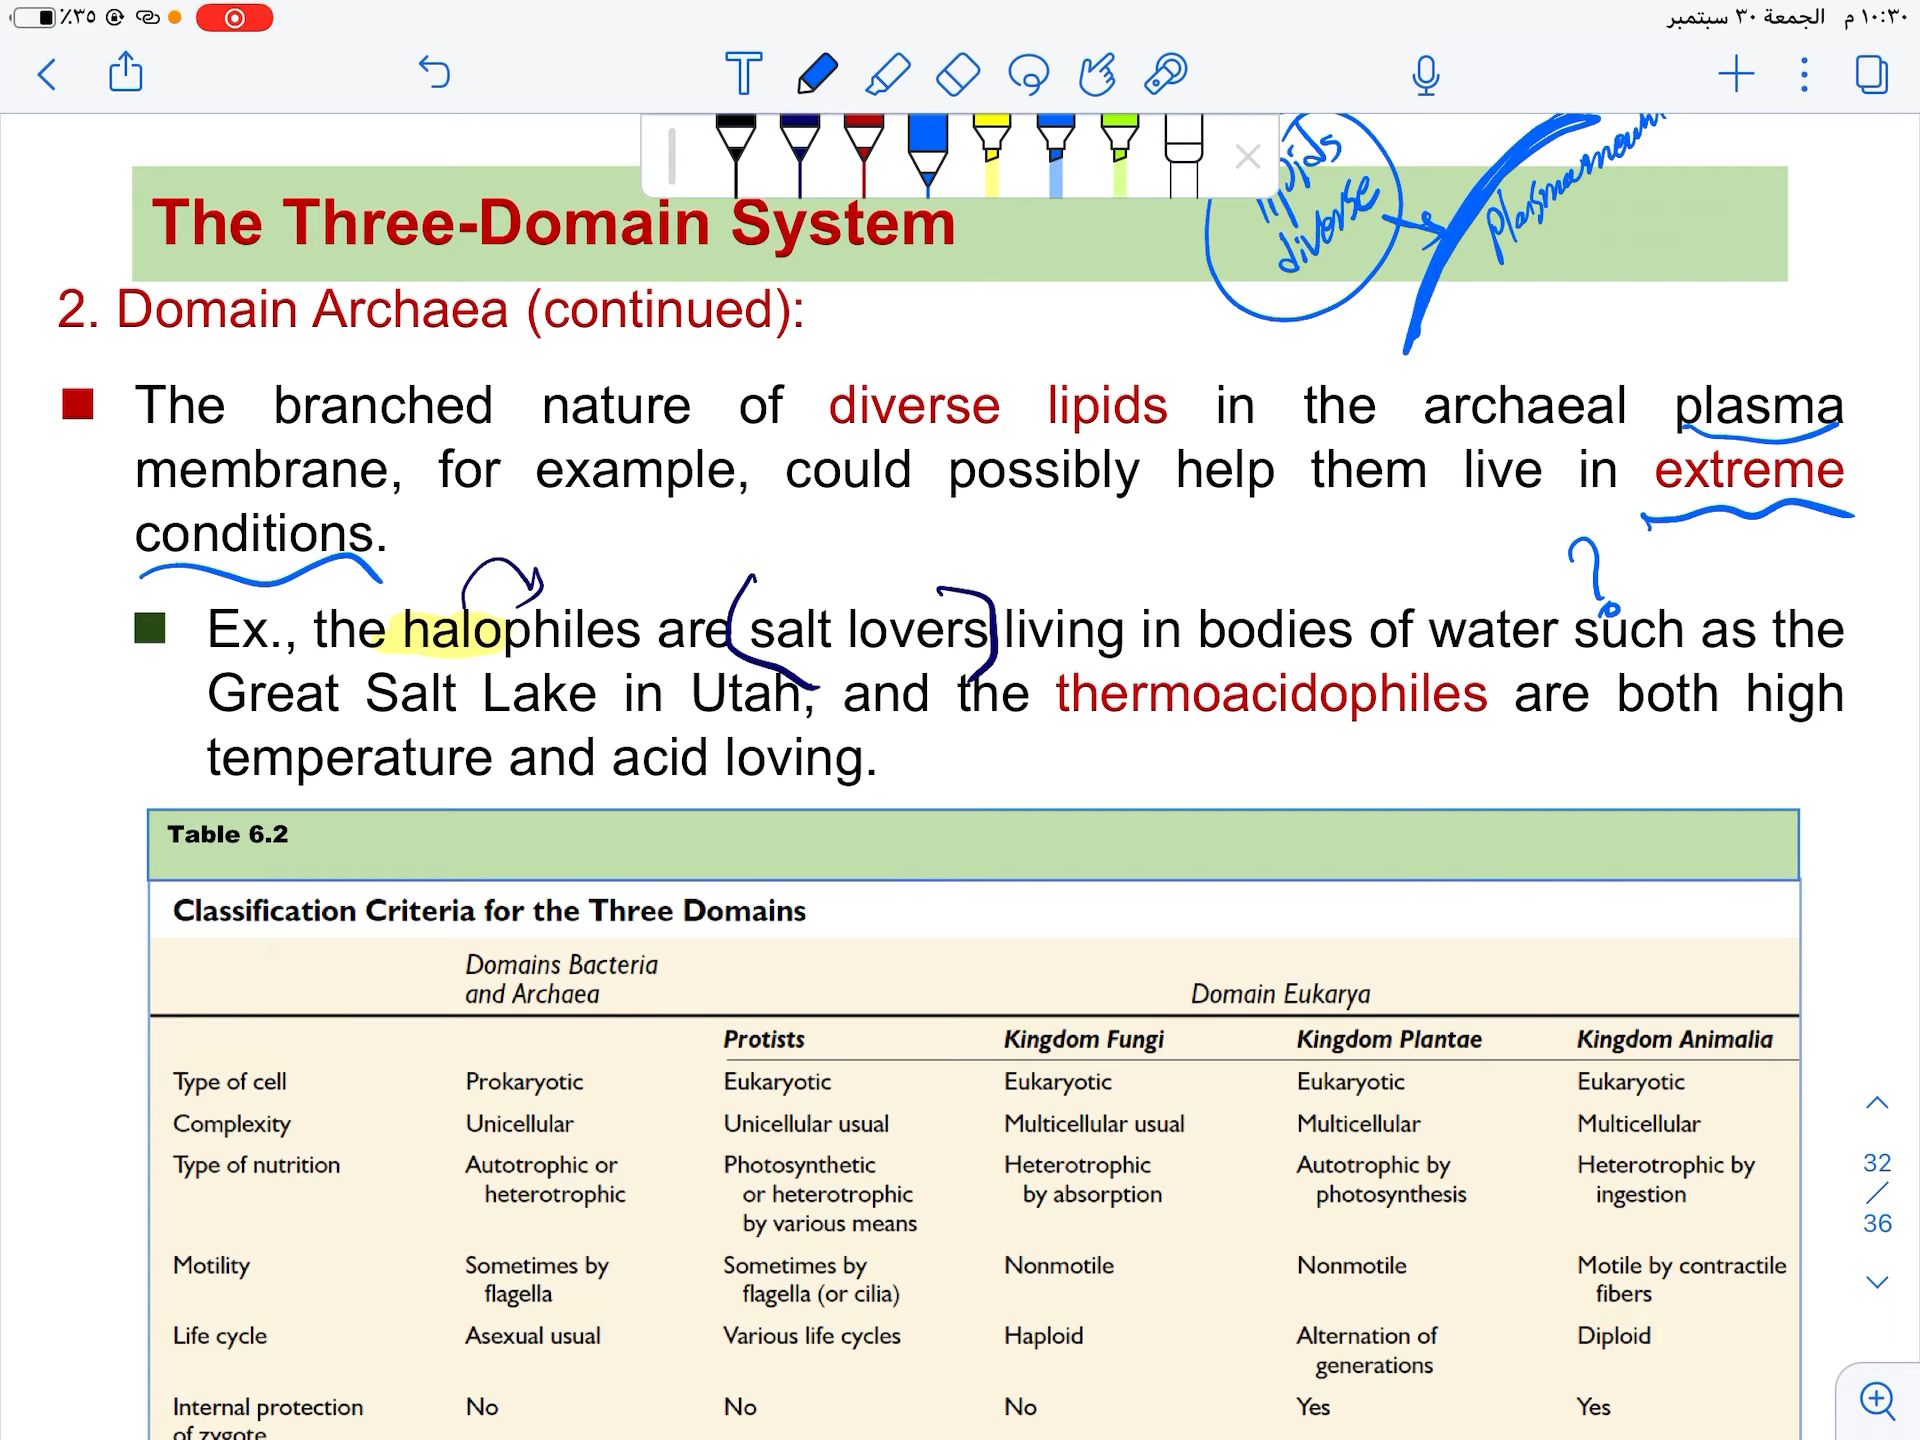 ٪٣٥
١٠:٣٠ م الجمعة ٣٠ سبتمبر
diverse
The Three-Domain System
2. Domain Archaea (continued):
The branched nature of diverse lipids in the archaeal plasma
membrane, for example, could possibly help them live in extreme
conditions.
?
Ex., the halophiles are salt lovers living in bodies of water such as the
Great Salt Lake in Utah, and the thermoacidophiles are both high
temperature and acid loving.
Table 6.2
Classification Criteria for the Three Domains
Domains Bacteria
and Archaea
Domain Eukarya
Protists Kingdom Fungi Kingdom Plantae Kingdom Animalia
Type of cell Prokaryotic Eukaryotic Eukaryotic Eukaryotic Eukaryotic
Complexity Unicellular Unicellular usual Multicellular usual Multicellular Multicellular
Type of nutrition Autotrophic or Photosynthetic Heterotrophic Autotrophic by Heterotrophic by
heterotrophic or heterotrophic by absorption photosynthesis ingestion
by various means
Motility Sometimes by Sometimes by Nonmotile Nonmotile Motile by contractile
flagella flagella (or cilia) fibers
Life cycle Asexual usual Various life cycles Haploid Alternation of Diploid
generations
Internal protection No No No Yes Yes
of zygote
32
/
36